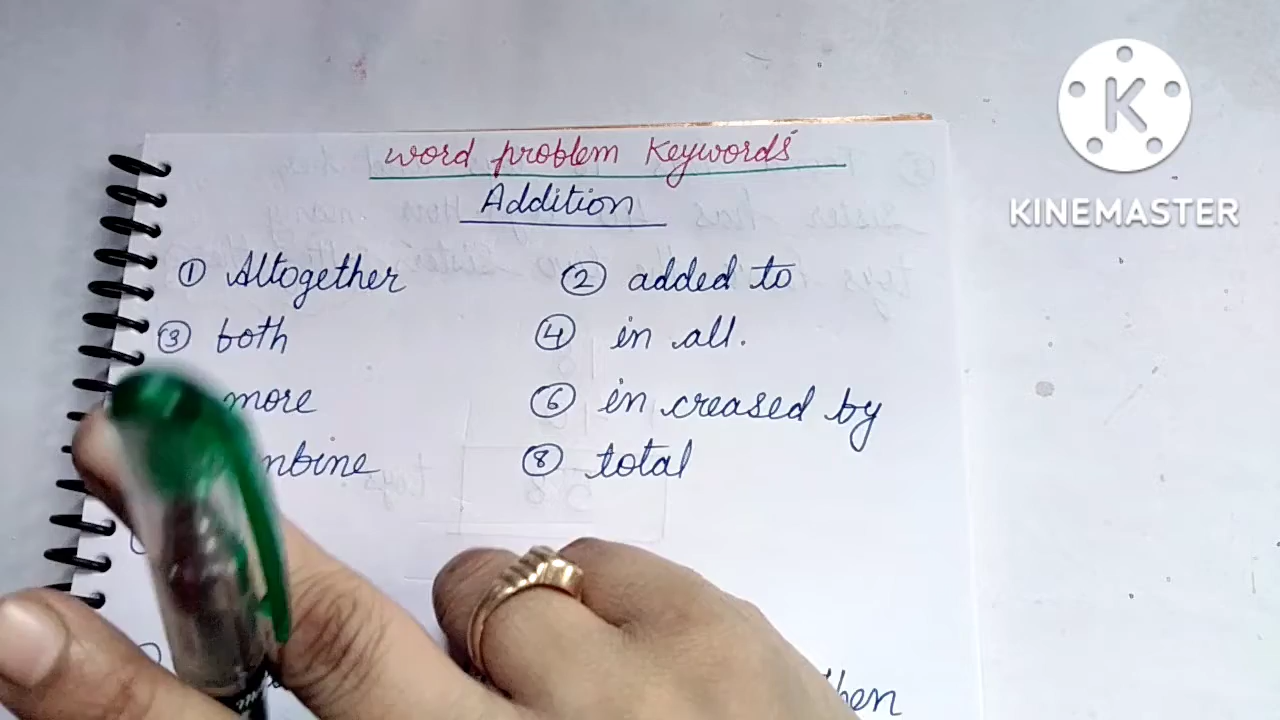 K
KINEMASTER
word problem Keywords
Addition
① Altogether ② added to
③ both ④ in all.
more ⑥ in creased by
nbine ⑧ total